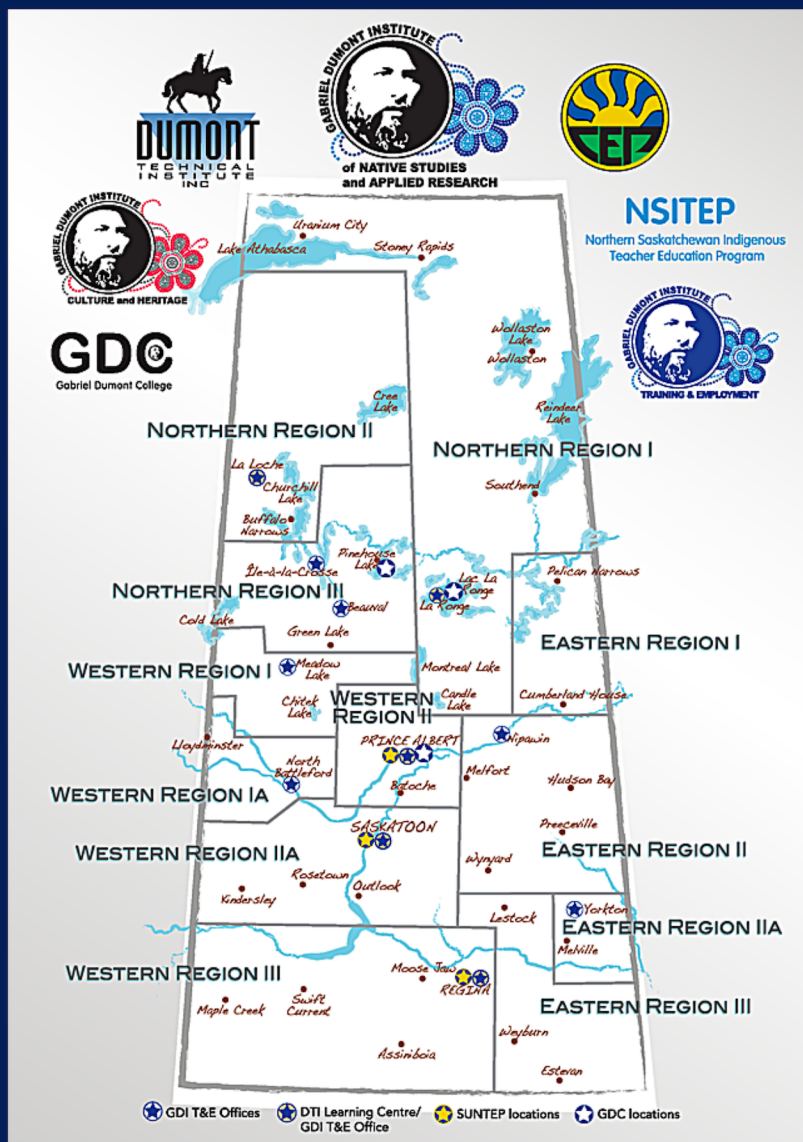 DUMONT
TECHNICAL
INSTITUTE
INC
GABRIEL DUMONT INSTITUTE
of NATIVE STUDIES
and APPLIED RESEARCH
GABRIEL DUMONT INSTITUTE
CULTURE and HERITAGE
NSITEP
Northern Saskatchewan Indigenous
Teacher Education Program
GDC
Gabriel Dumont College
GABRIEL DUMONT INSTITUTE
TRAINING & EMPLOYMENT
Uranium City
Lake Athabasca
Stoney Rapids
Wollaston
Lake
Wollaston
Cree
Lake
Reindeer
Lake
NORTHERN REGION II
NORTHERN REGION I
La Loche
Churchill
Lake
Southend
Buffalo
Narrows
Pinehouse
Lake
Île-à-la-Crosse
Lac La
Ronge
Pelican Narrows
NORTHERN REGION III
La Ronge
Beauval
Cold Lake
Green Lake
EASTERN REGION I
WESTERN REGION I
Meadow
Lake
Montreal Lake
Chitek
Lake
WESTERN
REGION II
Candle
Lake
Cumberland House
Lloydminster
PRINCE ALBERT
Nipawin
North
Battleford
Melfort
Hudson Bay
Batoche
WESTERN REGION IA
SASKATOON
Preeceville
WESTERN REGION IIA
EASTERN REGION II
Rosetown
Wynyard
Kindersley
Outlook
Lestock
Yorkton
EASTERN REGION IIA
Melville
WESTERN REGION III
Moose Jaw
REGINA
Maple Creek
Swift
Current
EASTERN REGION III
Weyburn
Assiniboia
Estevan
GDI T&E Offices
DTI Learning Centre/
GDI T&E Office
SUNTEP locations
GDC locations